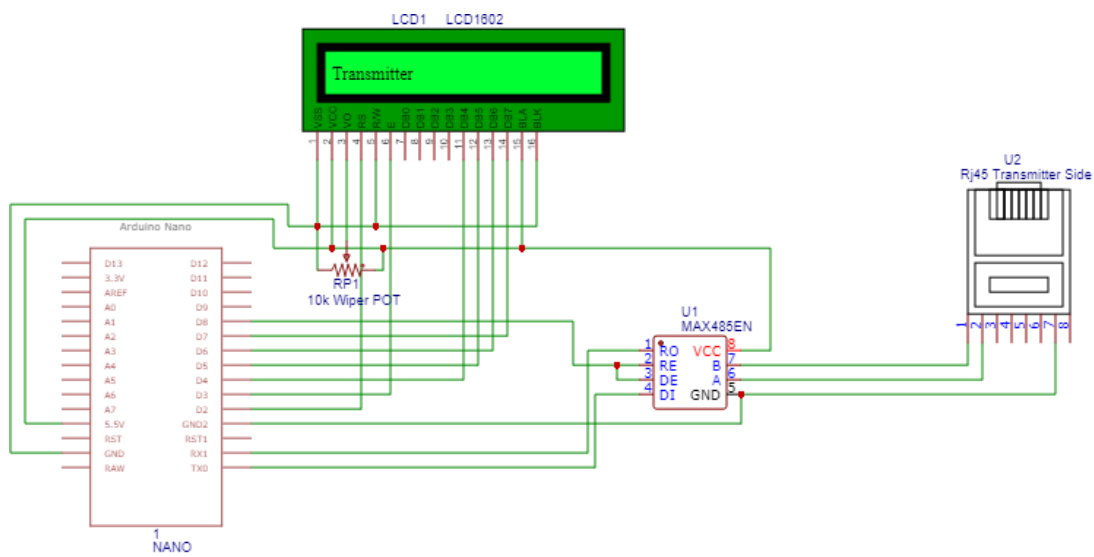 LCD1 LCD1602
Transmitter
VSS VCC VO RS R/W E DB0 DB1 DB2 DB3 DB4 DB5 DB6 DB7 BLA BLK
1 2 3 4 5 6 7 8 9 10 11 12 13 14 15 16
U2
Rj45 Transmitter Side
1 2 3 4 5 6 7 8
Arduino Nano
D13 D12
3.3V D11
AREF D10
A0 D9
A1 D8
A2 D7
A3 D6
A4 D5
A5 D4
A6 D3
A7 D2
5.5V GND2
RST RST1
GND RX1
RAW TX0
1
NANO
RP1
10k Wiper POT
U1
MAX485EN
1 RO VCC 8
2 RE B 7
3 DE A 6
4 DI GND 5